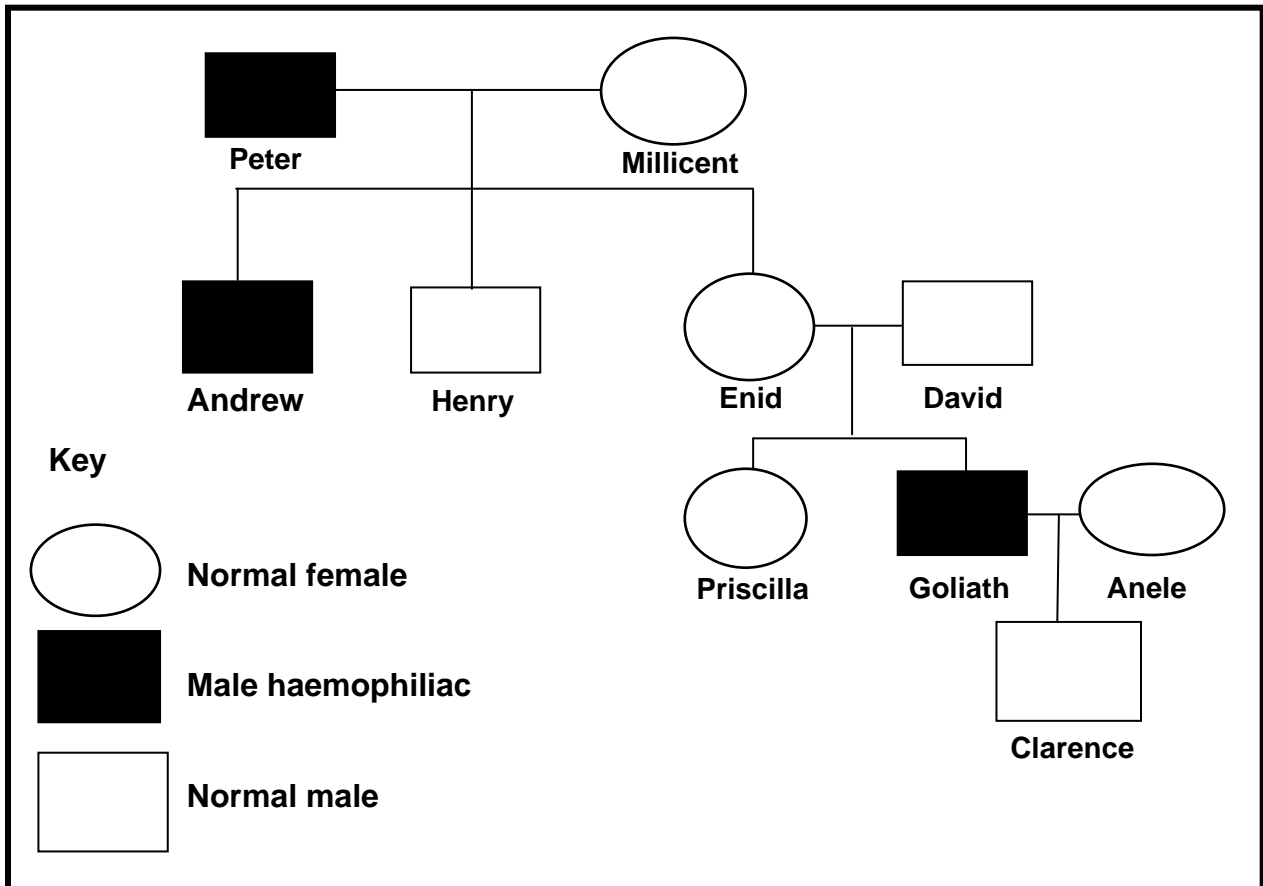 Peter
Millicent
Andrew
Henry
Enid
David
Key
Normal female
Priscilla
Goliath
Anele
Male haemophiliac
Clarence
Normal male